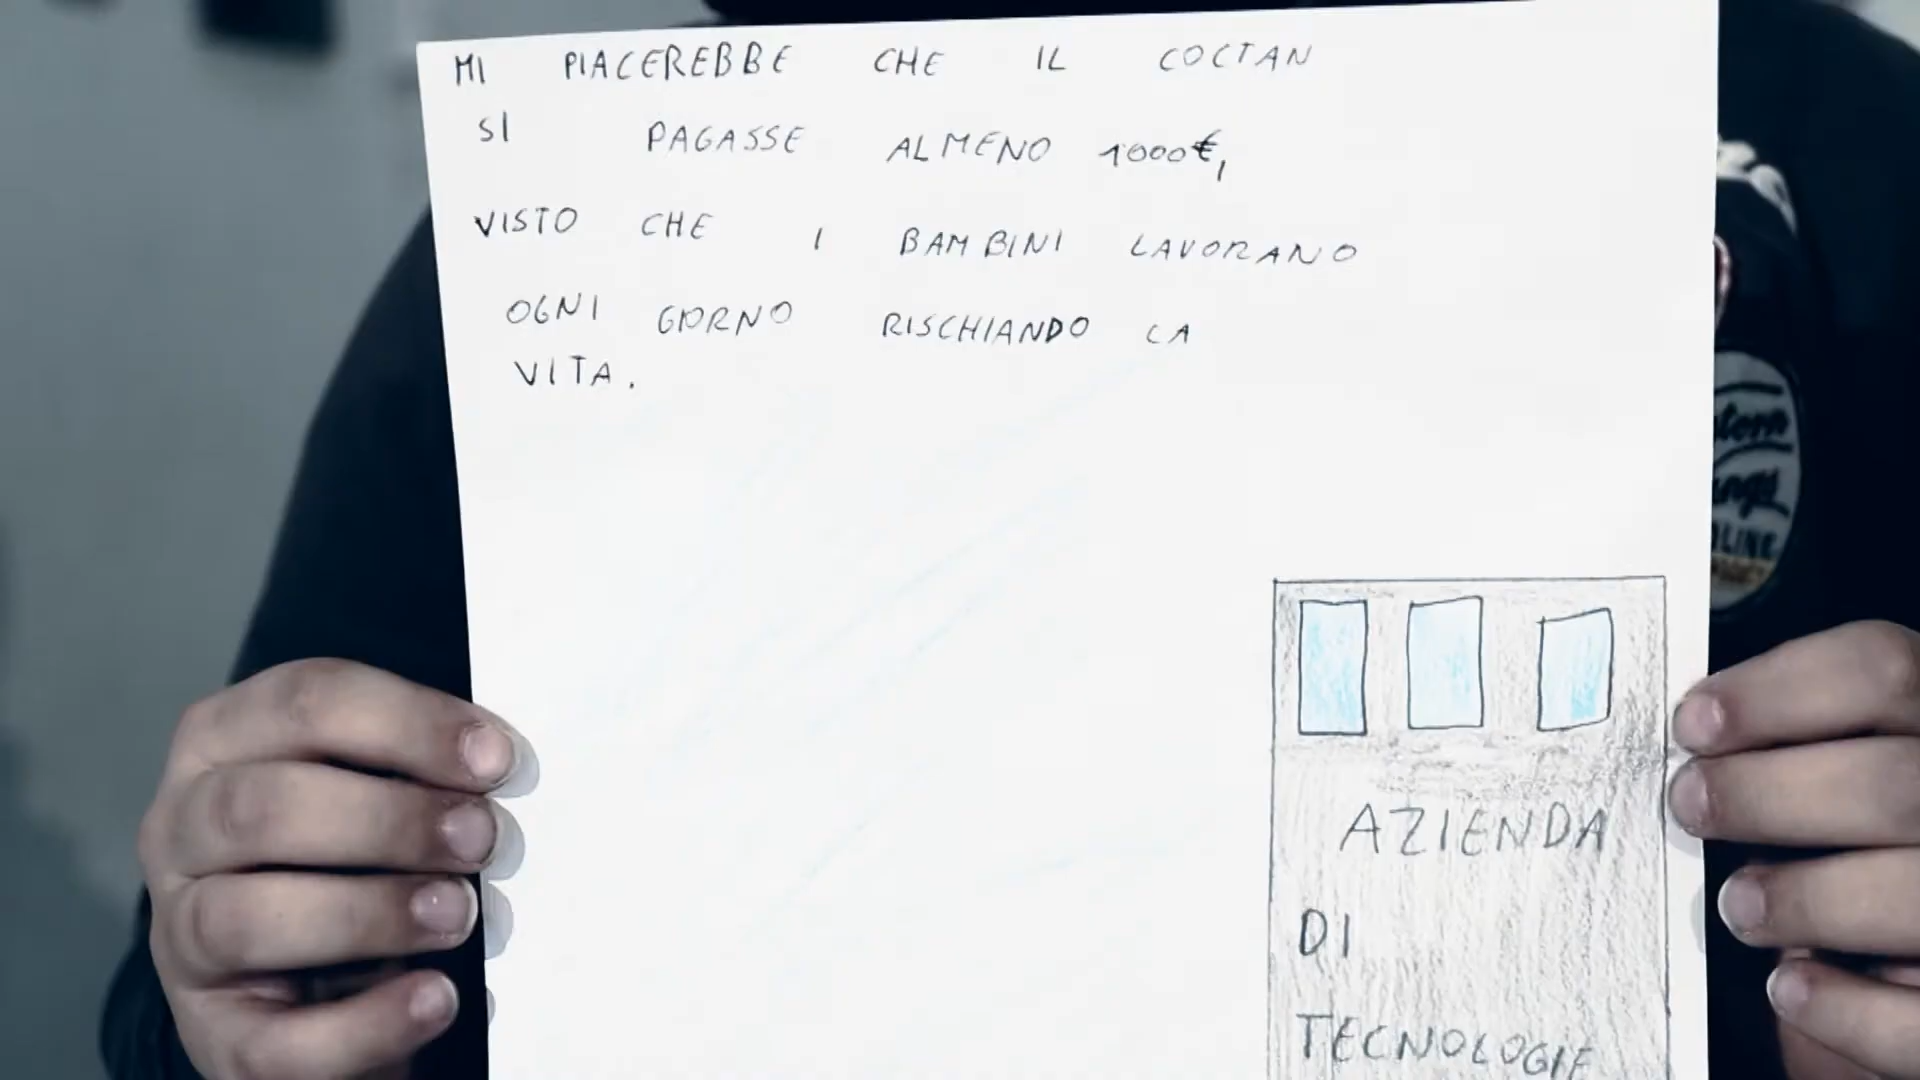 MI PIACEREBBE CHE IL COCTAN
SI PAGASSE ALMENO 1000€,
VISTO CHE I BAMBINI LAVORANO
OGNI GIORNO RISCHIANDO LA
VITA.
AZIENDA
DI
TECNOLOGIE